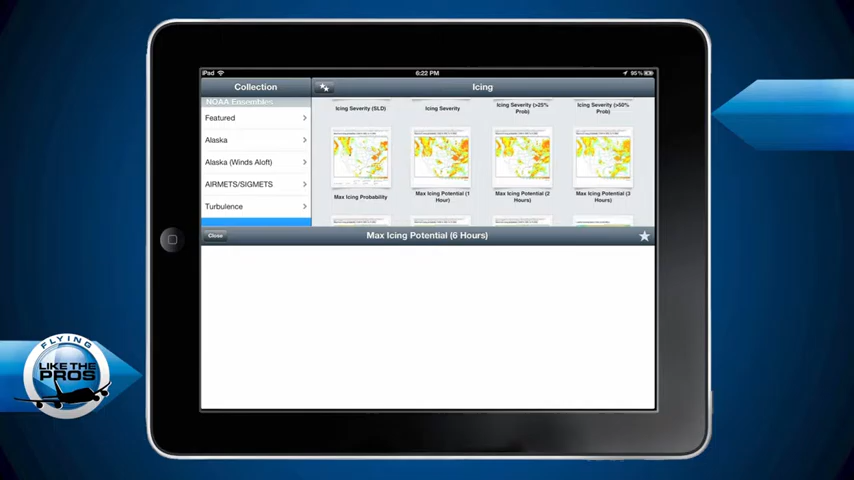 iPad
6:22 PM
95%
Collection
Icing
NOAA Ensembles
Featured
Alaska
Alaska (Winds Aloft)
AIRMETS/SIGMETS
Turbulence
Icing Severity (SLD)
Icing Severity
Icing Severity (>25%
Prob)
Icing Severity (>50%
Prob)
Max Icing Probability
Max Icing Potential (1
Hour)
Max Icing Potential (2
Hours)
Max Icing Potential (3
Hours)
Close
Max Icing Potential (6 Hours)
FLYING
LIKE THE
PROS